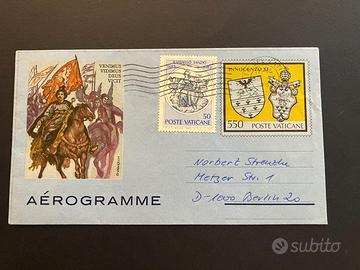 VENIMUS
VIDIMUS
DEUS
VICIT
50
POSTE VATICANE
INNOCENZO XI
550 POSTE VATICANE
AÉROGRAMME
Norbert
Metzer Str. 1
D-1000 Berlin 20
subito